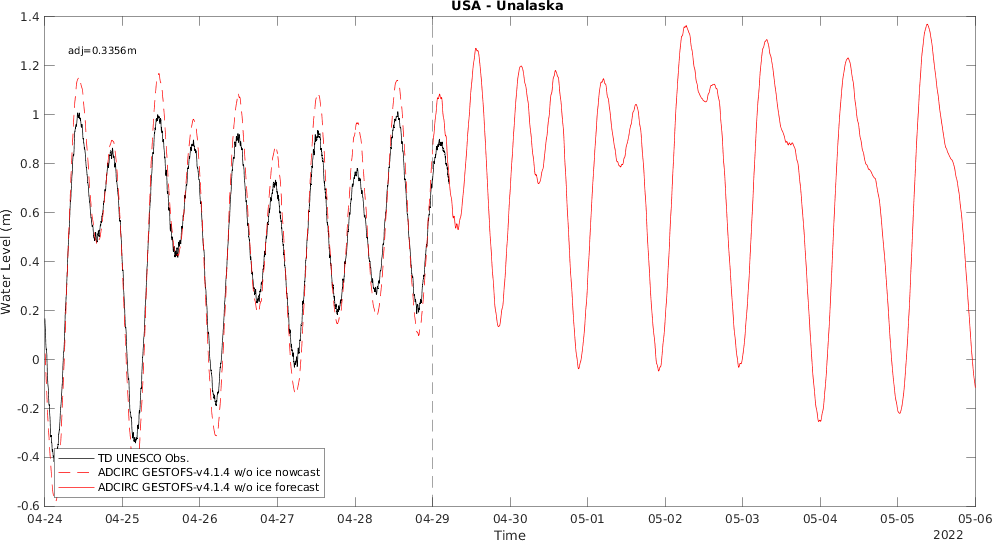 USA - Unalaska
adj=0.3356m
Water Level (m)
1.4
1.2
1
0.8
0.6
0.4
0.2
0
-0.2
-0.4
-0.6
TD UNESCO Obs.
ADCIRC GESTOFS-v4.1.4 w/o ice nowcast
ADCIRC GESTOFS-v4.1.4 w/o ice forecast
04-24 04-25 04-26 04-27 04-28 04-29 04-30 05-01 05-02 05-03 05-04 05-05 05-06
Time
2022